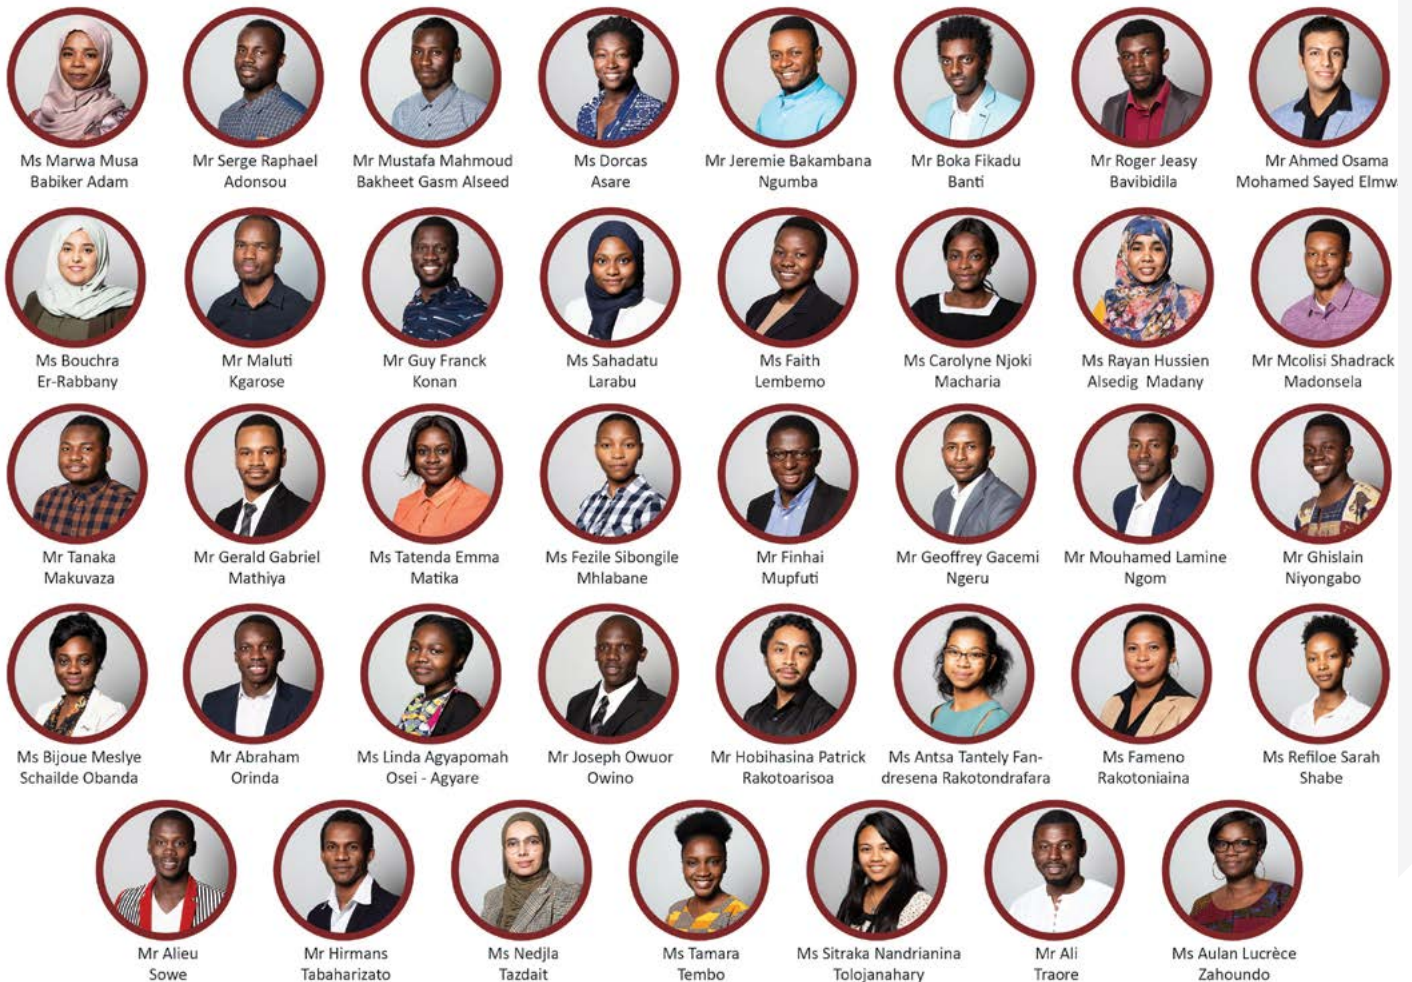 Ms Marwa Musa
Babiker Adam
Mr Serge Raphael
Adonsou
Mr Mustafa Mahmoud
Bakheet Gasm Alseed
Ms Dorcas
Asare
Mr Jeremie Bakambana
Ngumba
Mr Boka Fikadu
Banti
Mr Roger Jeasy
Bavibidila
Mr Ahmed Osama
Mohamed Sayed Elmw
Ms Bouchra
Er-Rabbany
Mr Maluti
Kgarose
Mr Guy Franck
Konan
Ms Sahadatu
Larabu
Ms Faith
Lembemo
Ms Carolyne Njoki
Macharia
Ms Rayan Hussien
Alsedig Madany
Mr Mcolisi Shadrack
Madonsela
Mr Tanaka
Makuvaza
Mr Gerald Gabriel
Mathiya
Ms Tatenda Emma
Matika
Ms Fezile Sibongile
Mhlabane
Mr Finhai
Mupfuti
Mr Geoffrey Gacemi
Ngeru
Mr Mouhamed Lamine
Ngom
Mr Ghislain
Niyongabo
Ms Bijoue Meslye
Schailde Obanda
Mr Abraham
Orinda
Ms Linda Agyapomah
Osei - Agyare
Mr Joseph Owuor
Owino
Mr Hobihasina Patrick
Rakotoarisoa
Ms Antsa Tantely Fan-
dresena Rakotondrafara
Ms Fameno
Rakotoniaina
Ms Refiloe Sarah
Shabe
Mr Alieu
Sowe
Mr Hirmans
Tabaharizato
Ms Nedjla
Tazdait
Ms Tamara
Tembo
Ms Sitraka Nandrianina
Tolojanahary
Mr Ali
Traore
Ms Aulan Lucrèce
Zahoundo